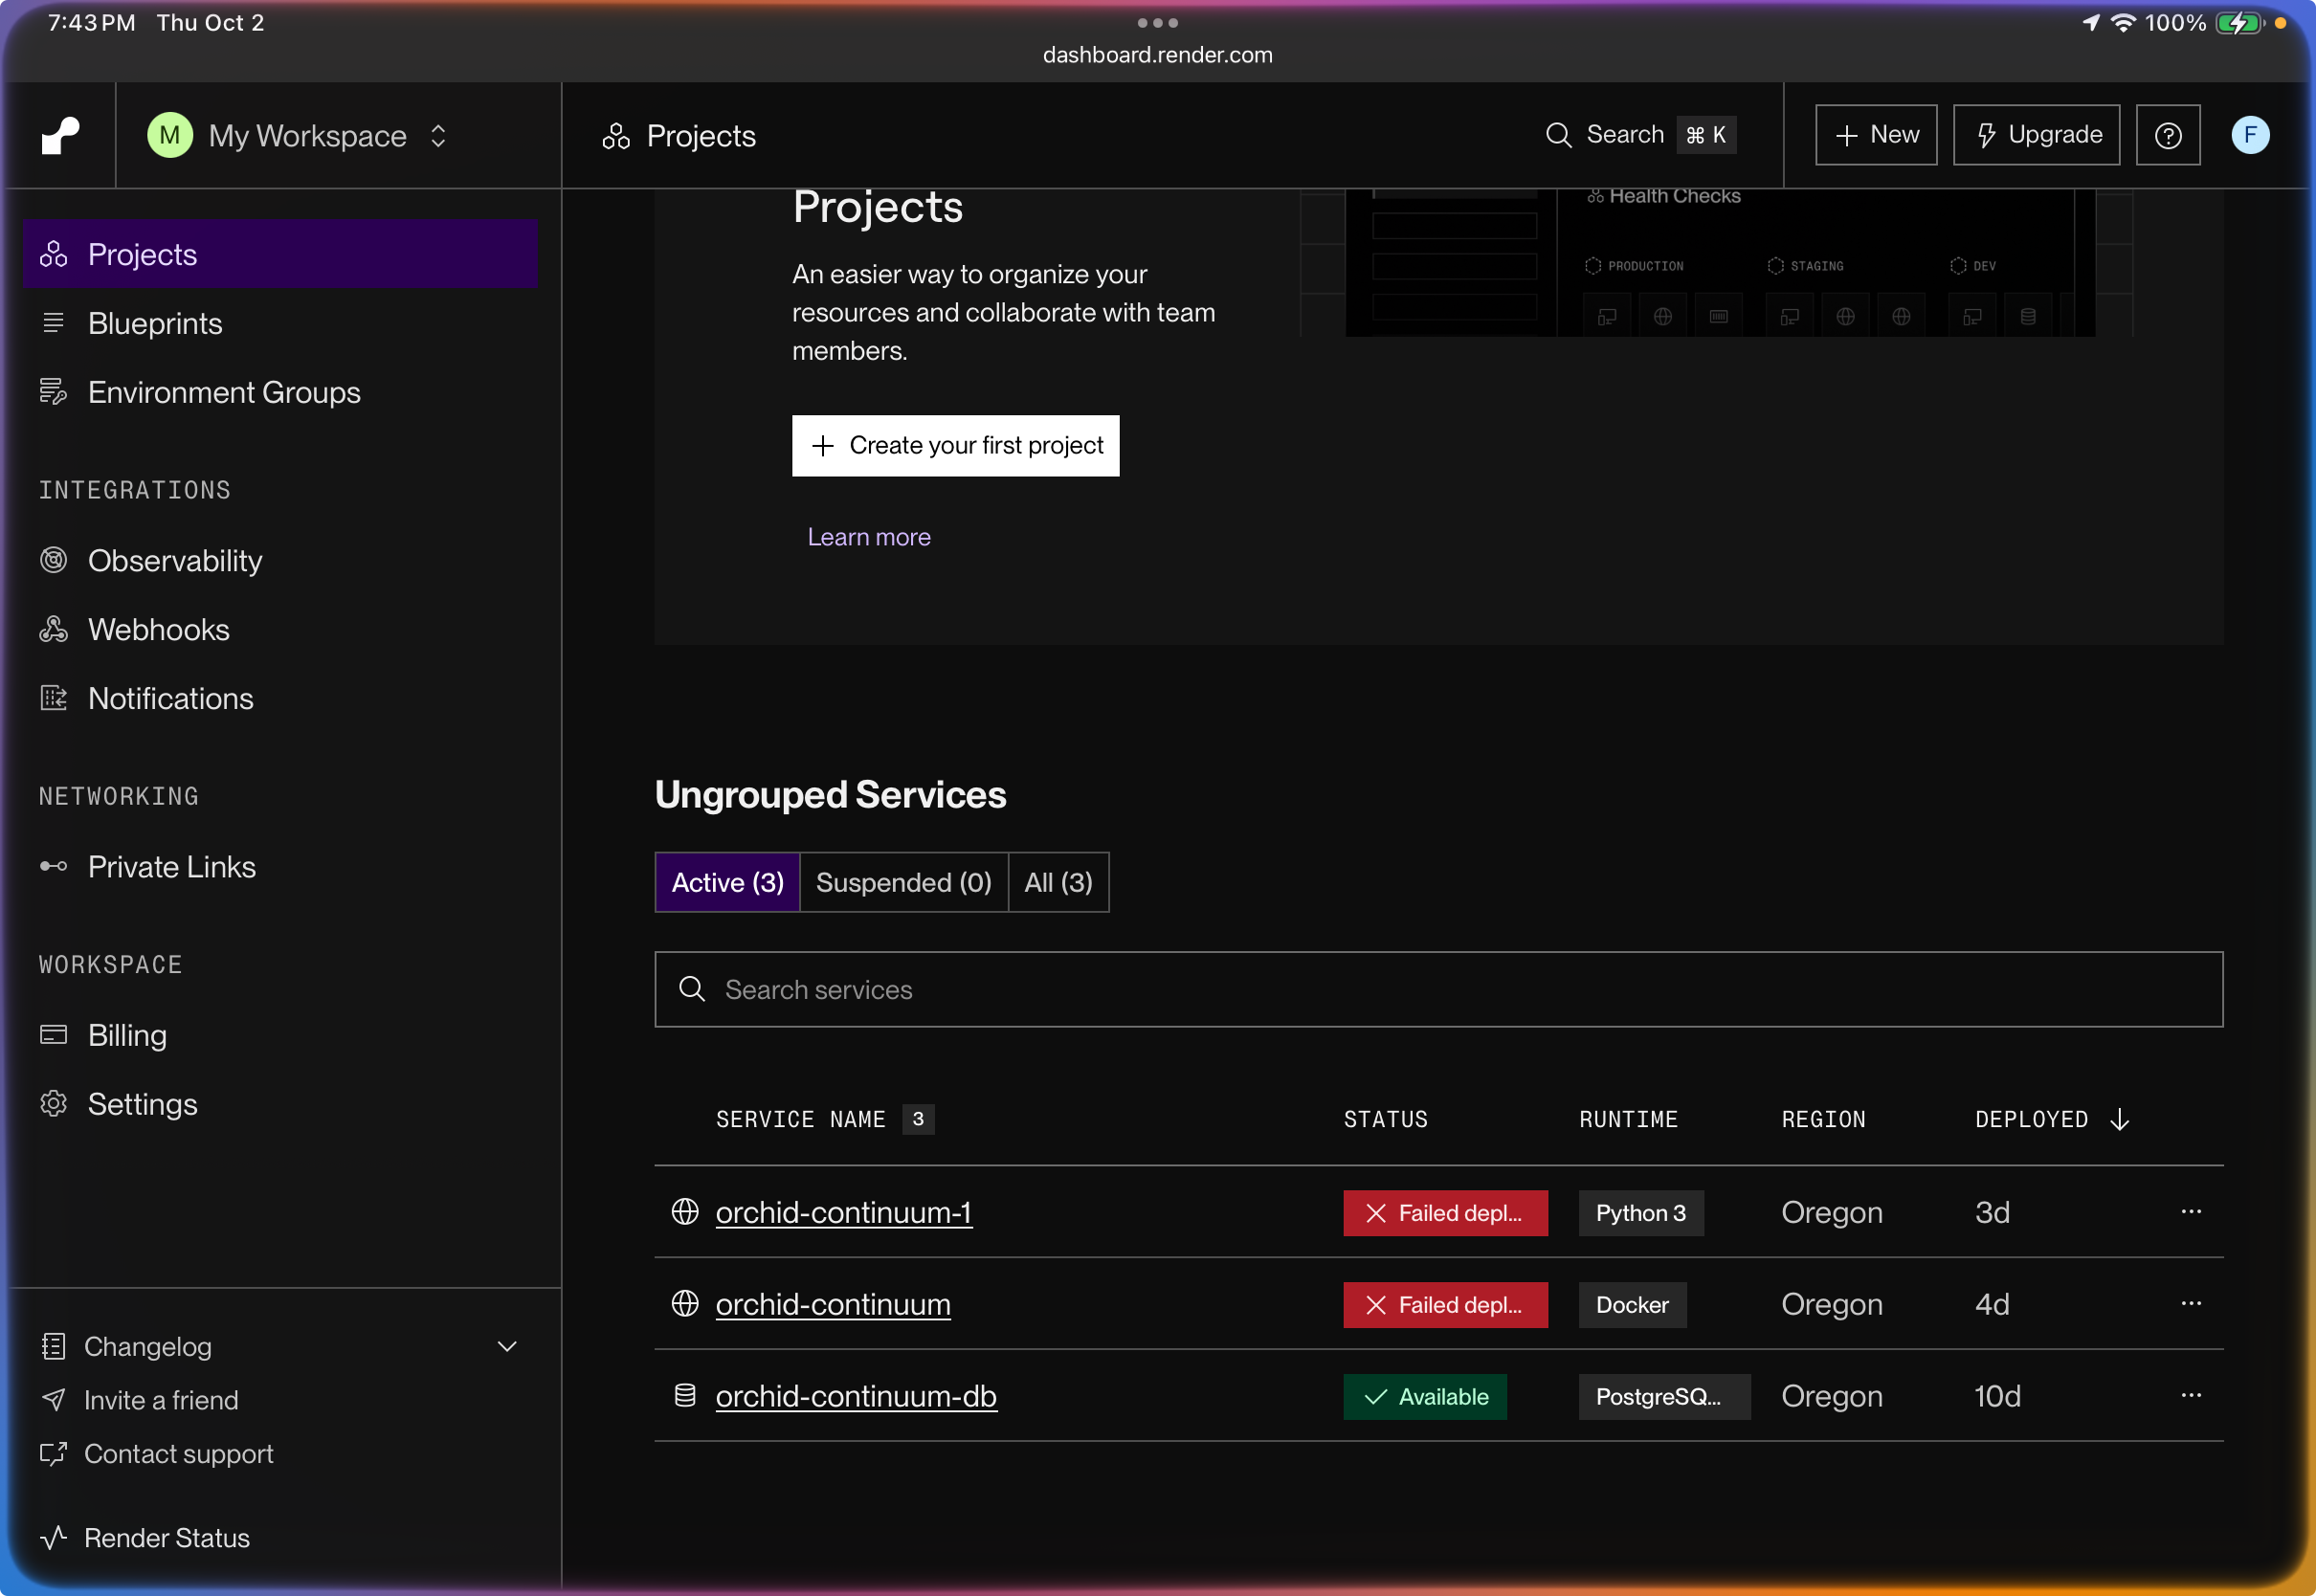 7:43 PM Thu Oct 2
100%
dashboard.render.com
M My Workspace
Projects
Search ⌘ K
+ New
Upgrade
F
Projects
Blueprints
Environment Groups
INTEGRATIONS
Observability
Webhooks
Notifications
NETWORKING
Private Links
WORKSPACE
Billing
Settings
Changelog
Invite a friend
Contact support
Render Status
Projects
An easier way to organize your
resources and collaborate with team
members.
+ Create your first project
Learn more
Health Checks
PRODUCTION STAGING DEV
Ungrouped Services
Active (3) Suspended (0) All (3)
Search services
SERVICE NAME 3 STATUS RUNTIME REGION DEPLOYED ↓
orchid-continuum-1 Failed depl... Python 3 Oregon 3d ...
orchid-continuum Failed depl... Docker Oregon 4d ...
orchid-continuum-db Available PostgreSQ... Oregon 10d ...